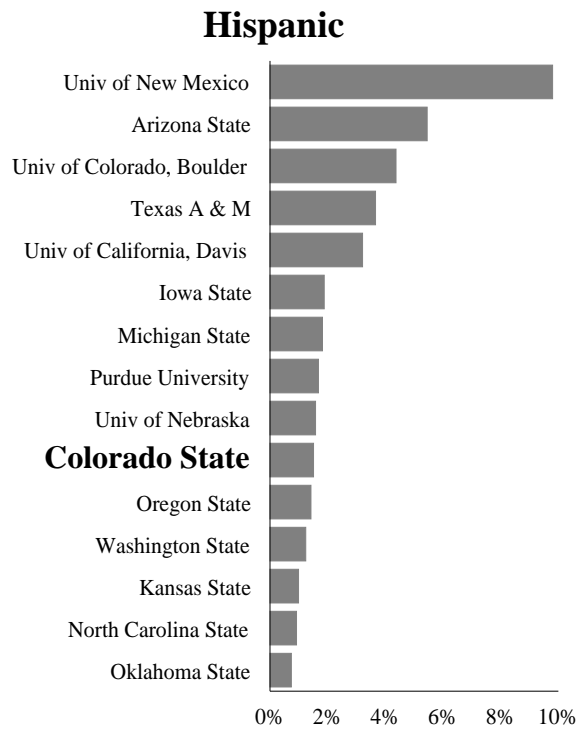 Hispanic
Univ of New Mexico
Arizona State
Univ of Colorado, Boulder
Texas A & M
Univ of California, Davis
Iowa State
Michigan State
Purdue University
Univ of Nebraska
Colorado State
Oregon State
Washington State
Kansas State
North Carolina State
Oklahoma State
0% 2% 4% 6% 8% 10%